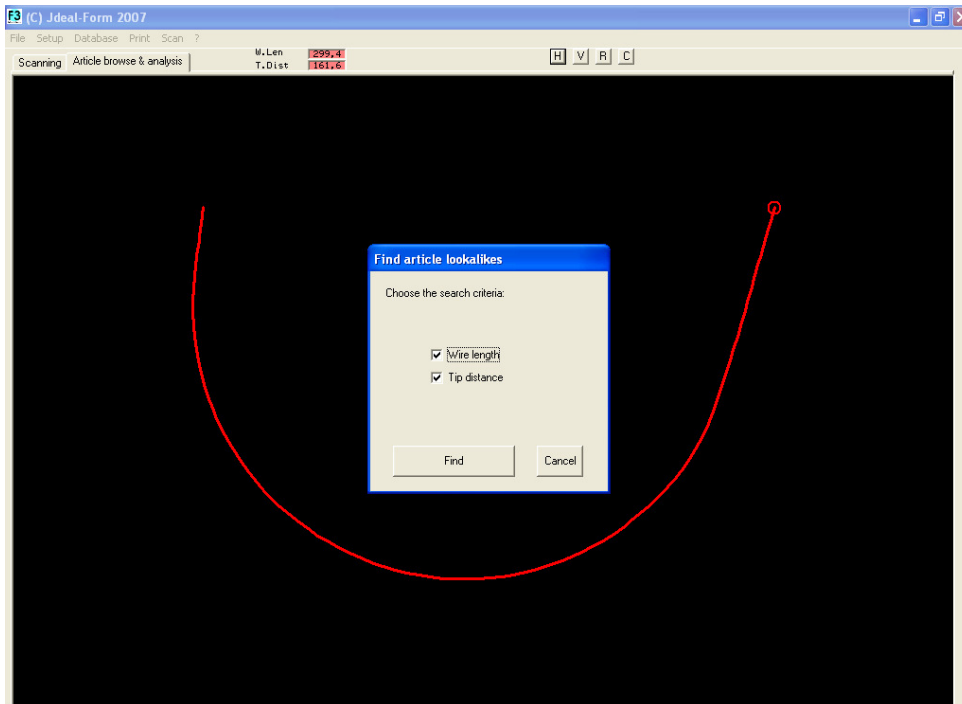 F3 (C) Jdeal-Form 2007
File Setup Database Print Scan ?
Scanning Article browse & analysis
W.Len 299,4
T.Dist 161,6
H V R C
Find article lookalikes
Choose the search criteria:
Wire length
Tip distance
Find Cancel